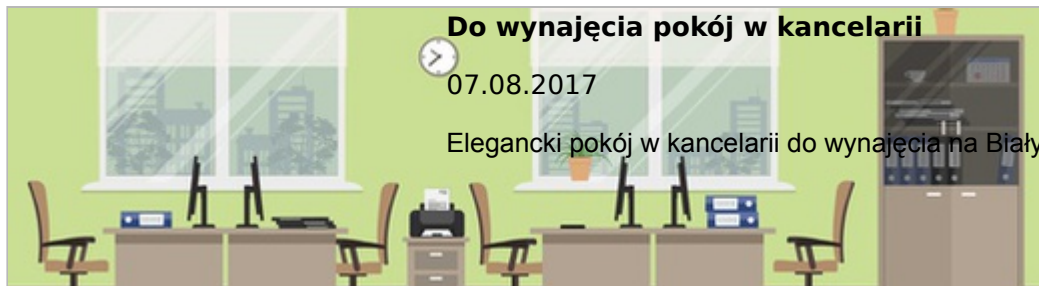 Do wynajęcia pokój w kancelarii
07.08.2017
Elegancki pokój w kancelarii do wynajęcia na Biały